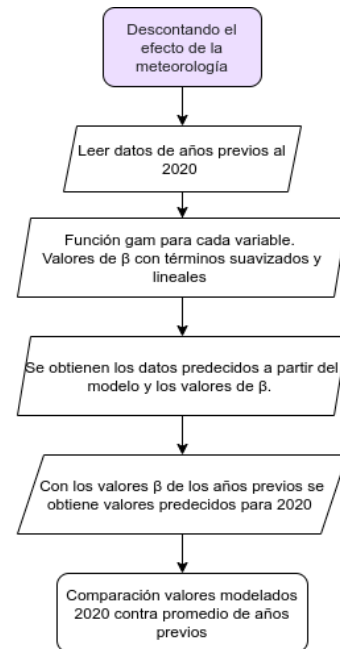 Descontando el
efecto de la
meteorología
Leer datos de años previos al
2020
Función gam para cada variable.
Valores de β con términos suavizados y
lineales
Se obtienen los datos predecidos a partir del
modelo y los valores de β.
Con los valores β de los años previos se
obtiene valores predecidos para 2020
Comparación valores modelados
2020 contra promedio de años
previos